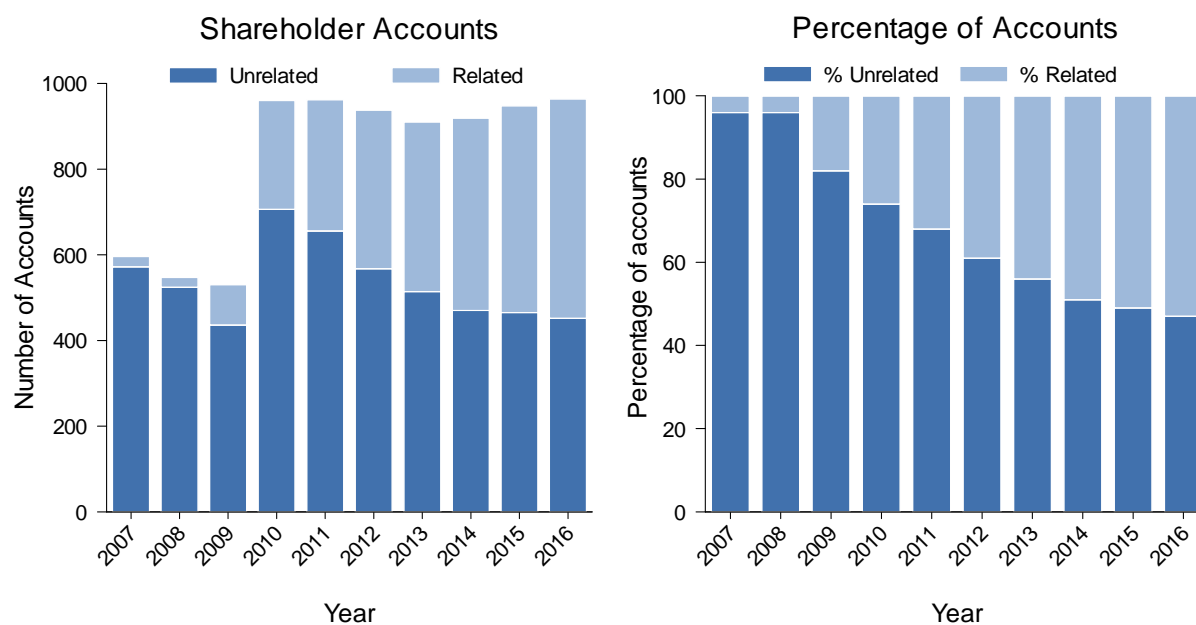 Shareholder Accounts
Unrelated Related
Number of Accounts
1000
800
600
400
200
0
2007 2008 2009 2010 2011 2012 2013 2014 2015 2016
Year
Percentage of Accounts
% Unrelated % Related
Percentage of accounts
100
80
60
40
20
0
2007 2008 2009 2010 2011 2012 2013 2014 2015 2016
Year